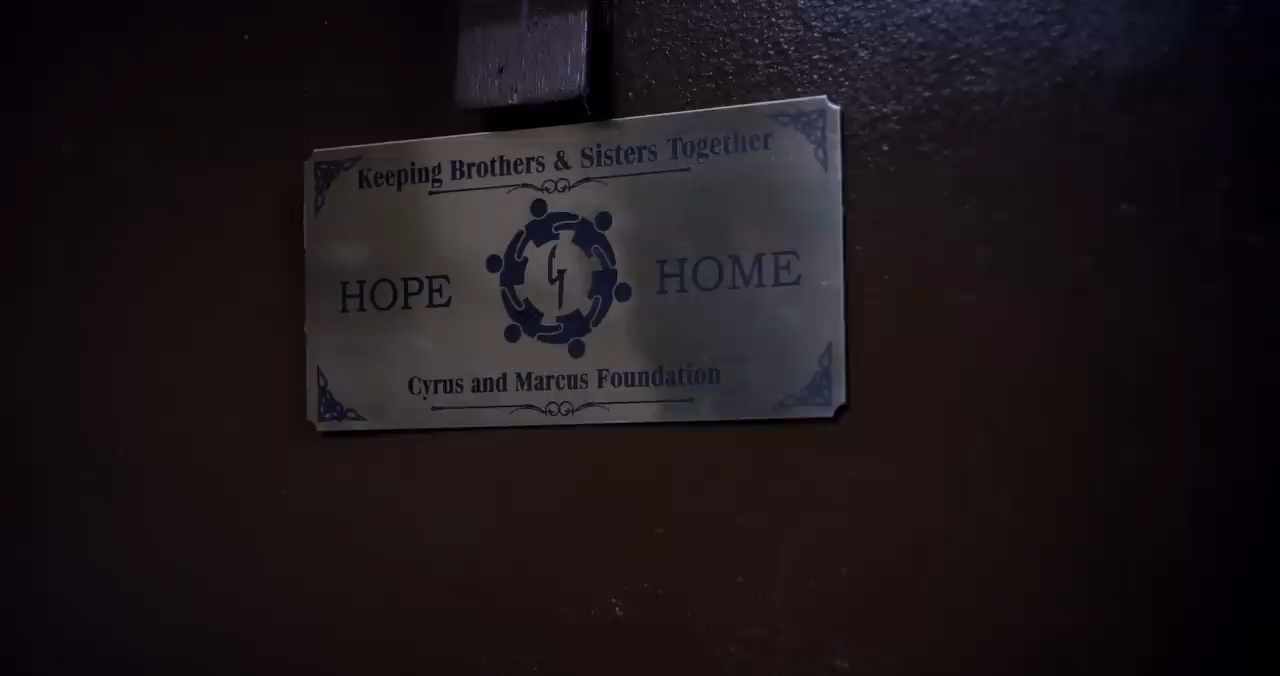 Keeping Brothers & Sisters Together
HOPE HOME
Cyrus and Marcus Foundation